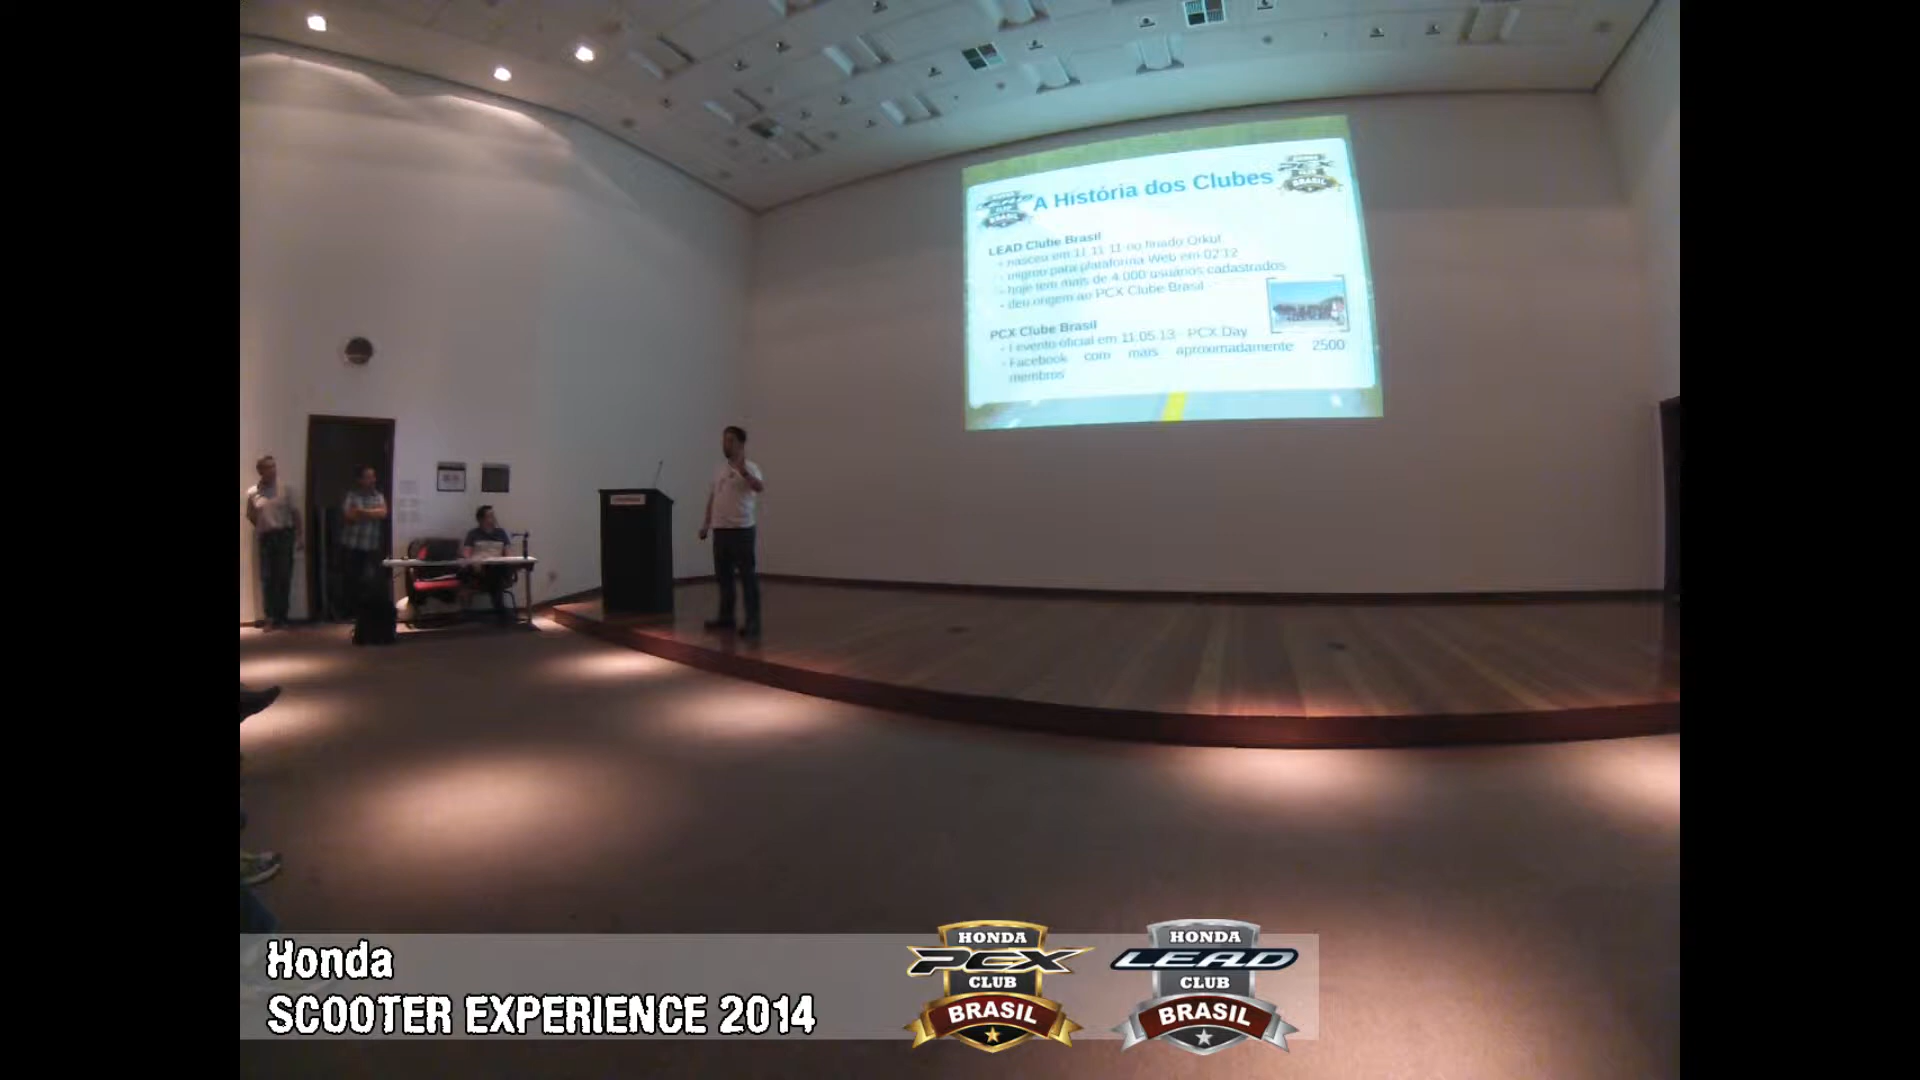 A História dos Clubes
BRASIL
BRASIL
LEAD Clube Brasil
- nasceu em 11.11.11 no finado Orkut
- migrou para plataforma Web em 02.12
- hoje tem mais de 4.000 usuários cadastrados
- deu origem ao PCX Clube Brasil
PCX Clube Brasil
- I evento oficial em 11.05.13 - PCX Day
- Facebook com mais aproximadamente 2500
membros
Honda
SCOOTER EXPERIENCE 2014
HONDA
PCX
CLUB
BRASIL
HONDA
LEAD
CLUB
BRASIL